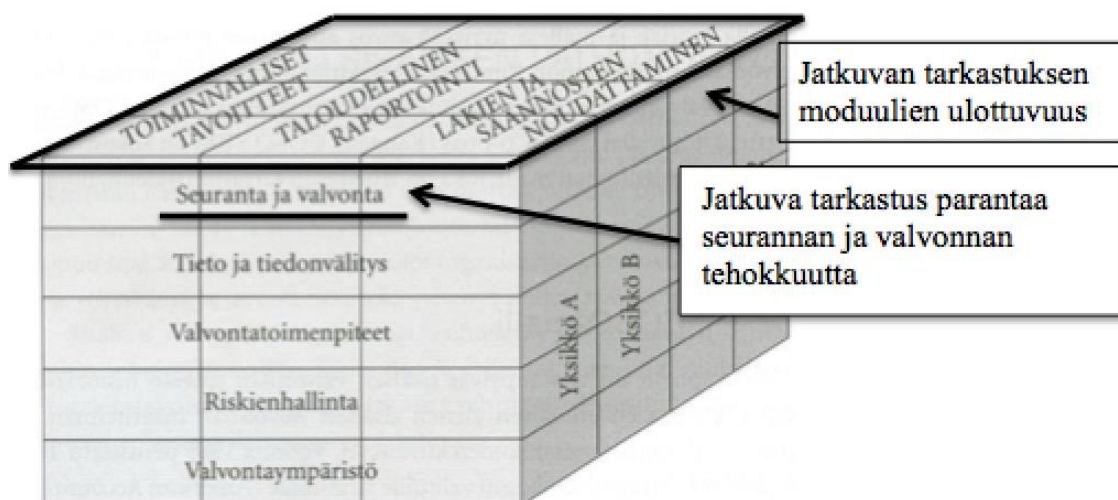 TOIMINNALLISET
TAVOITTEET
TALOUDELLINEN
RAPORTOINTI
LAKIEN JA
SÄÄNNÖSTEN
NOUDATTAMINEN
Jatkuvan tarkastuksen
moduulien ulottuvuus
Seuranta ja valvonta
Jatkuva tarkastus parantaa
seurannan ja valvonnan
tehokkuutta
Tieto ja tiedonvälitys
Valvontatoimenpiteet
Riskienhallinta
Valvontaympäristö
Yksikkö A
Yksikkö B